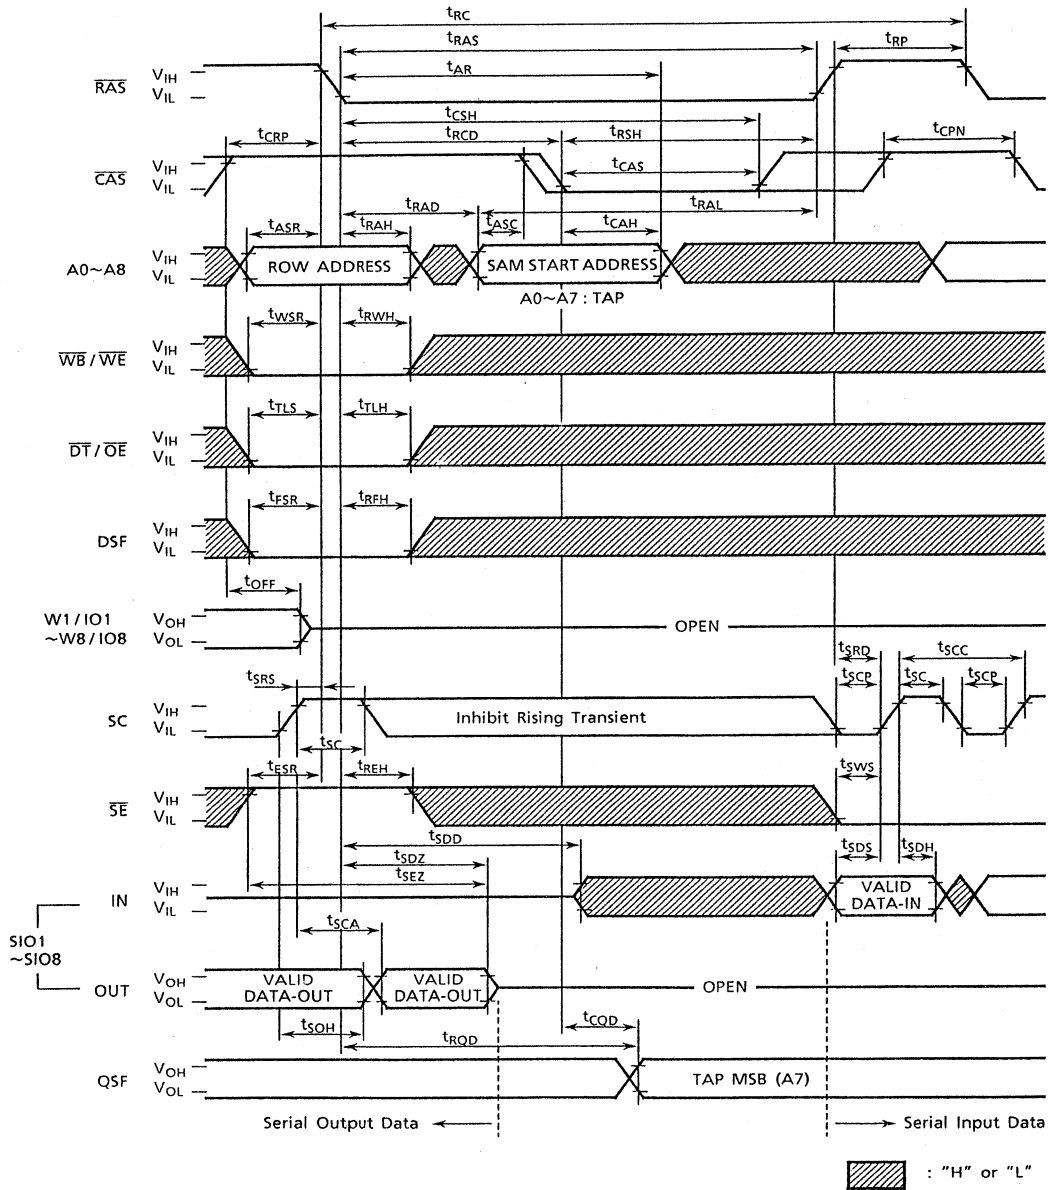 tRC
tRAS
tRP
tAR
RAS
VIH
VIL
tCSH
tCRP
tRCD
tRSH
tCPN
CAS
VIH
VIL
tCAS
tRAD
tRAL
tASR
tRAH
tASC
tCAH
A0~A8
VIH
VIL
ROW ADDRESS
SAM START ADDRESS
A0~A7 : TAP
tWSR
tRWH
WB / WE
VIH
VIL
tTLS
tTLH
DT / OE
VIH
VIL
tFSR
tRFH
DSF
VIH
VIL
tOFF
W1 / IO1
~W8 / IO8
VOH
VOL
OPEN
tSRD
tSCC
tSRS
tSCP
tSC
tSCP
SC
VIH
VIL
Inhibit Rising Transient
tSC
tESR
tREH
tSWS
SE
VIH
VIL
tSDD
tSDZ
tSEZ
tSDS
tSDH
IN
VIH
VIL
VALID
DATA-IN
SIO1
~SIO8
tSCA
OUT
VOH
VOL
VALID
DATA-OUT
VALID
DATA-OUT
OPEN
tSOH
tRQD
tCQD
QSF
VOH
VOL
TAP MSB (A7)
Serial Output Data
Serial Input Data
: "H" or "L"